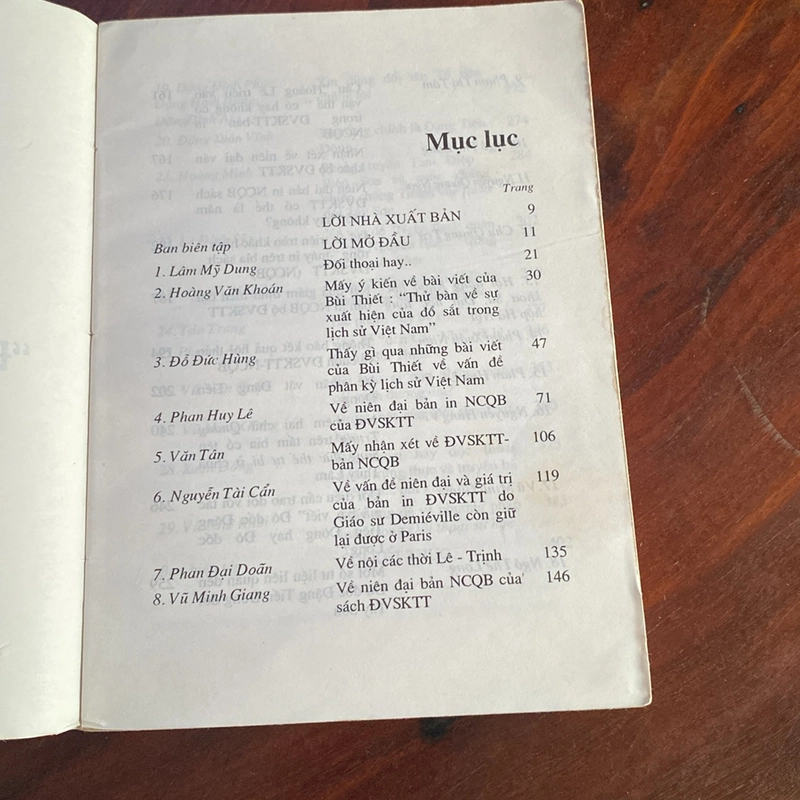 Mục lục
Trang
LỜI NHÀ XUẤT BẢN 9
Ban biên tập LỜI MỞ ĐẦU 11
1. Lâm Mỹ Dung Đối thoại hay.. 21
2. Hoàng Văn Khoán Mấy ý kiến về bài viết của 30
Bùi Thiết : “Thử bàn về sự
xuất hiện của đồ sắt trong
lịch sử Việt Nam”
3. Đỗ Đức Hùng Thấy gì qua những bài viết 47
của Bùi Thiết về vấn đề
phân kỳ lịch sử Việt Nam
4. Phan Huy Lê Về niên đại bản in NCQB 71
của ĐVSKTT
5. Văn Tân Mấy nhận xét về ĐVSKTT- 106
bản NCQB
6. Nguyễn Tài Cẩn Về vấn đề niên đại và giá trị 119
của bản in ĐVSKTT do
Giáo sư Demiéville còn giữ
lại được ở Paris
7. Phan Đại Doãn Về nội các thời Lê - Trịnh 135
8. Vũ Minh Giang Về niên đại bản NCQB của 146
sách ĐVSKTT